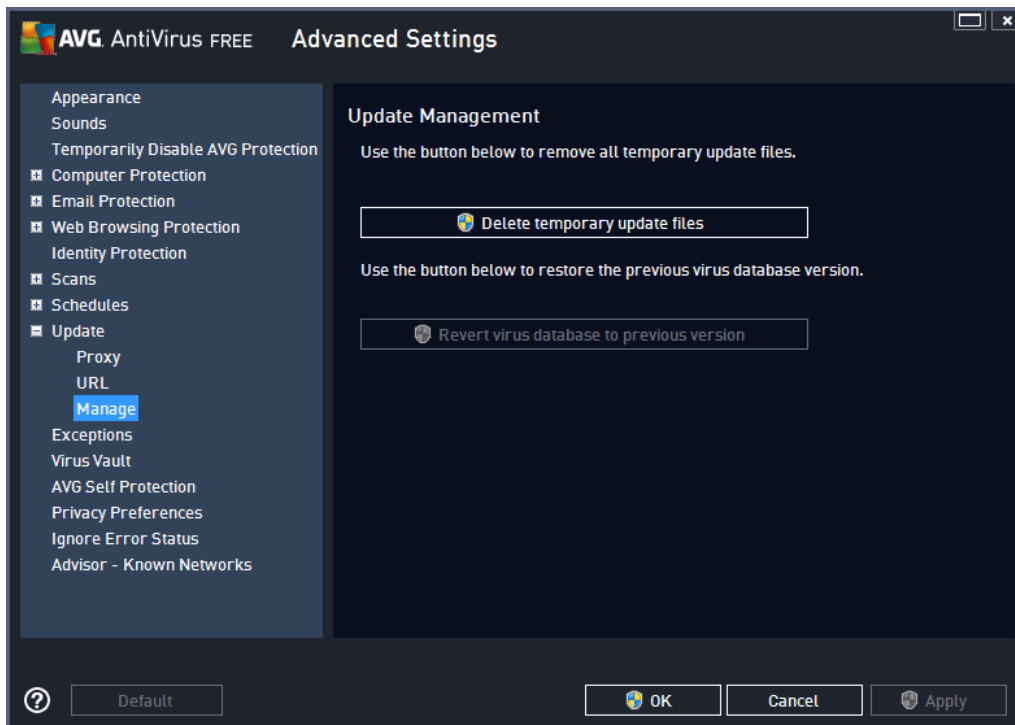 AVG. AntiVirus FREE Advanced Settings
Appearance
Sounds
Temporarily Disable AVG Protection
Computer Protection
Email Protection
Web Browsing Protection
Identity Protection
Scans
Schedules
Update
Proxy
URL
Manage
Exceptions
Virus Vault
AVG Self Protection
Privacy Preferences
Ignore Error Status
Advisor - Known Networks
Update Management
Use the button below to remove all temporary update files.
Delete temporary update files
Use the button below to restore the previous virus database version.
Revert virus database to previous version
? Default OK Cancel Apply